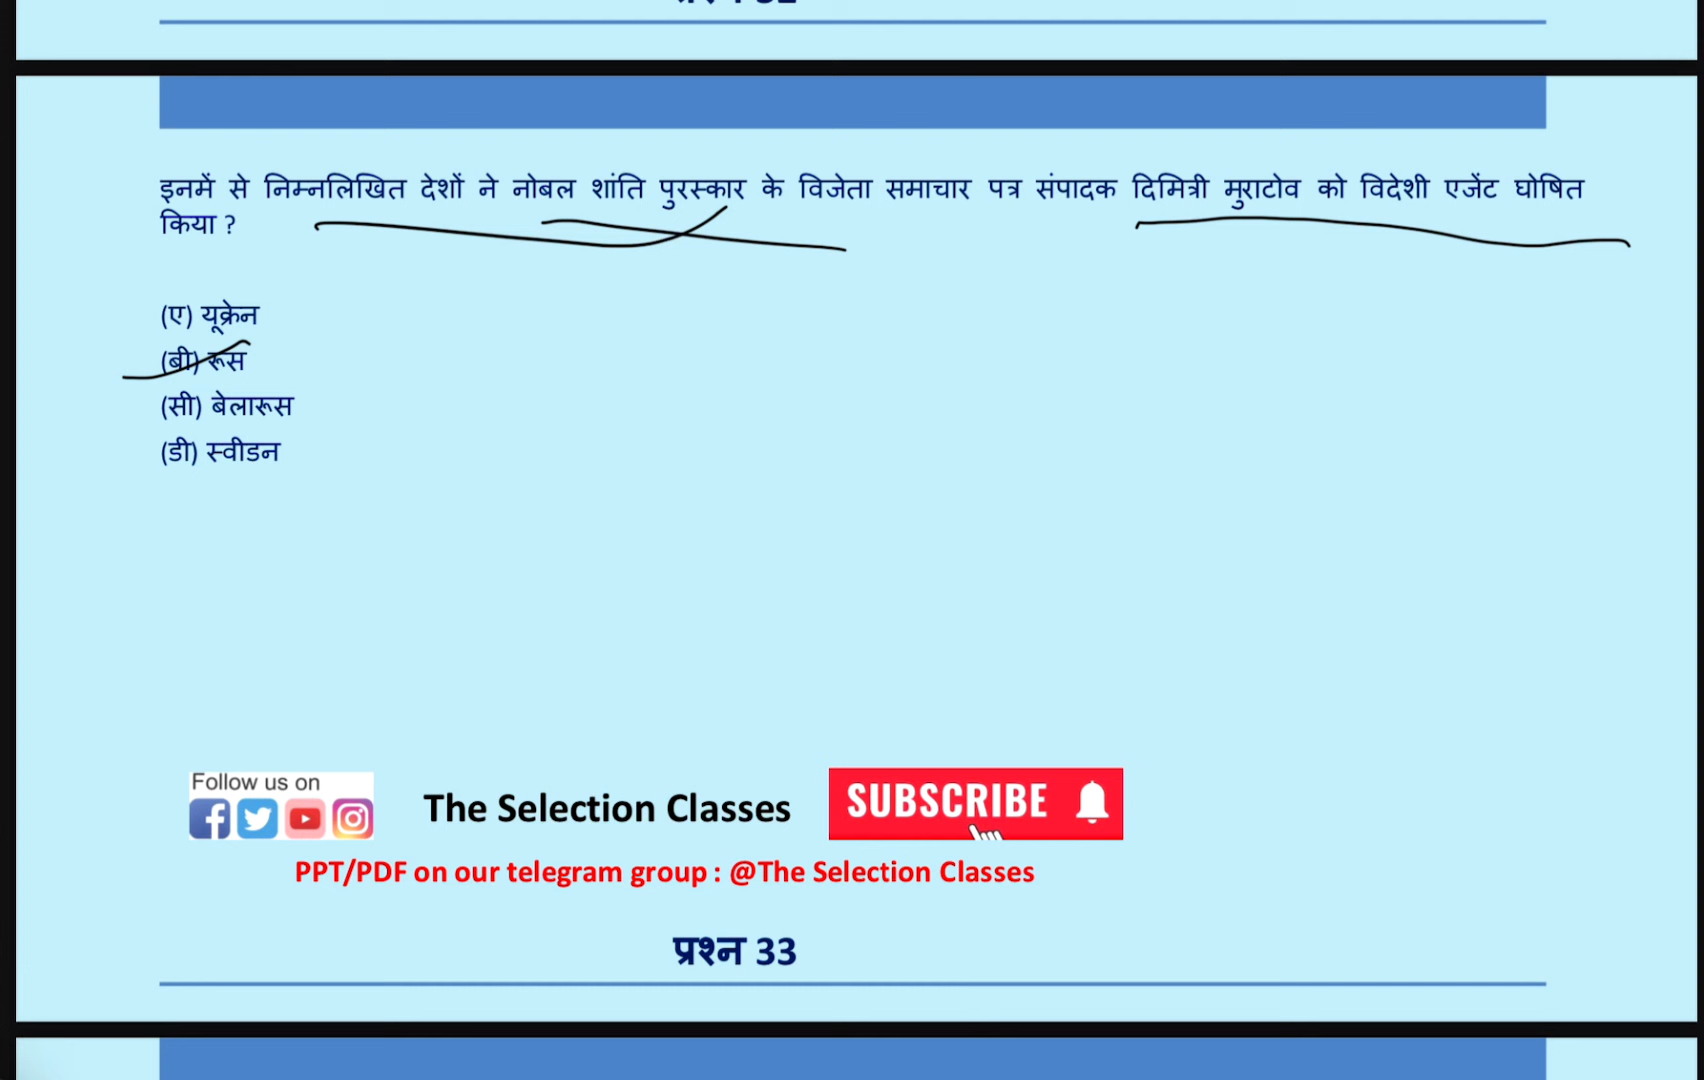 इनमें से निम्नलिखित देशों ने नोबल शांति पुरस्कार के विजेता समाचार पत्र संपादक दिमित्री मुराटोव को विदेशी एजेंट घोषित
किया ?
(ए) यूक्रेन
(बी) रूस
(सी) बेलारूस
(डी) स्वीडन
Follow us on
The Selection Classes
SUBSCRIBE
PPT/PDF on our telegram group : @The Selection Classes
प्रश्न 33